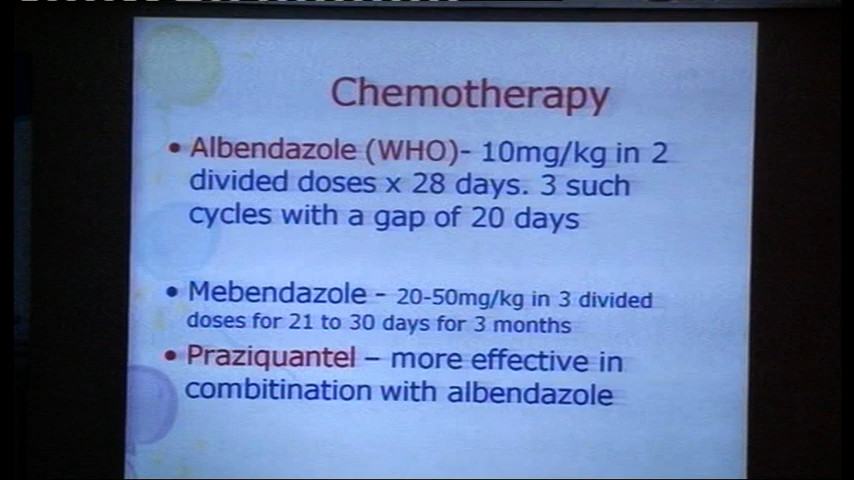 Chemotherapy
• Albendazole (WHO)- 10mg/kg in 2
divided doses x 28 days. 3 such
cycles with a gap of 20 days
• Mebendazole - 20-50mg/kg in 3 divided
doses for 21 to 30 days for 3 months
• Praziquantel – more effective in
combitination with albendazole